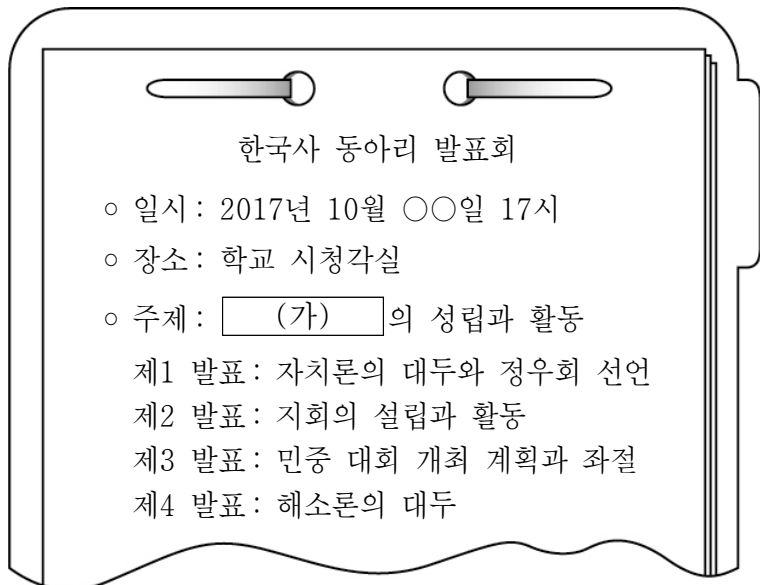 한국사 동아리 발표회
○ 일시: 2017년 10월 ○○일 17시
○ 장소: 학교 시청각실
○ 주제: (가) 의 성립과 활동
제1 발표: 자치론의 대두와 정우회 선언
제2 발표: 지회의 설립과 활동
제3 발표: 민중 대회 개최 계획과 좌절
제4 발표: 해소론의 대두